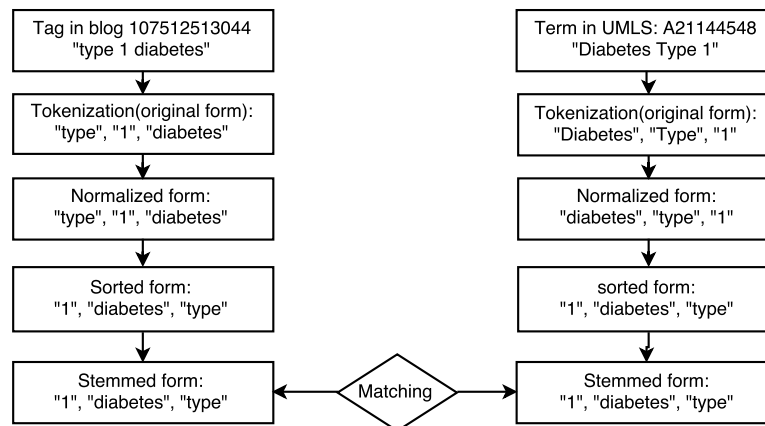 Tag in blog 107512513044
"type 1 diabetes"
Tokenization(original form):
"type", "1", "diabetes"
Normalized form:
"type", "1", "diabetes"
Sorted form:
"1", "diabetes", "type"
Stemmed form:
"1", "diabetes", "type"
Matching
Term in UMLS: A21144548
"Diabetes Type 1"
Tokenization(original form):
"Diabetes", "Type", "1"
Normalized form:
"diabetes", "type", "1"
sorted form:
"1", "diabetes", "type"
Stemmed form:
"1", "diabetes", "type"